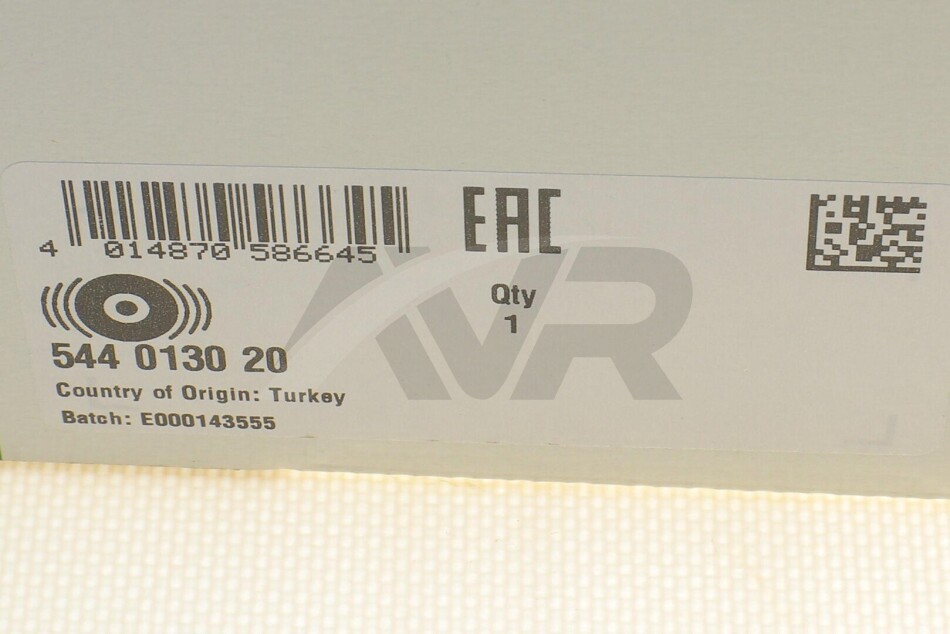 4 014870 586645
EAC
Qty
1
544 0130 20
Country of Origin: Turkey
Batch: E000143555
AVR